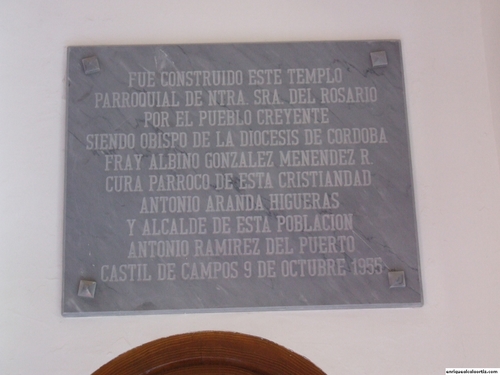 FUE CONSTRUIDO ESTE TEMPLO
PARROQUIAL DE NTRA. SRA. DEL ROSARIO
POR EL PUEBLO CREYENTE
SIENDO OBISPO DE LA DIOCESIS DE CORDOBA
FRAY ALBINO GONZALEZ MENENDEZ R.
CURA PARROCO DE ESTA CRISTIANDAD
ANTONIO ARANDA HIGUERAS
Y ALCALDE DE ESTA POBLACION
ANTONIO RAMIREZ DEL PUERTO
CASTIL DE CAMPOS 9 DE OCTUBRE 1955
enriquealcalaortiz.com